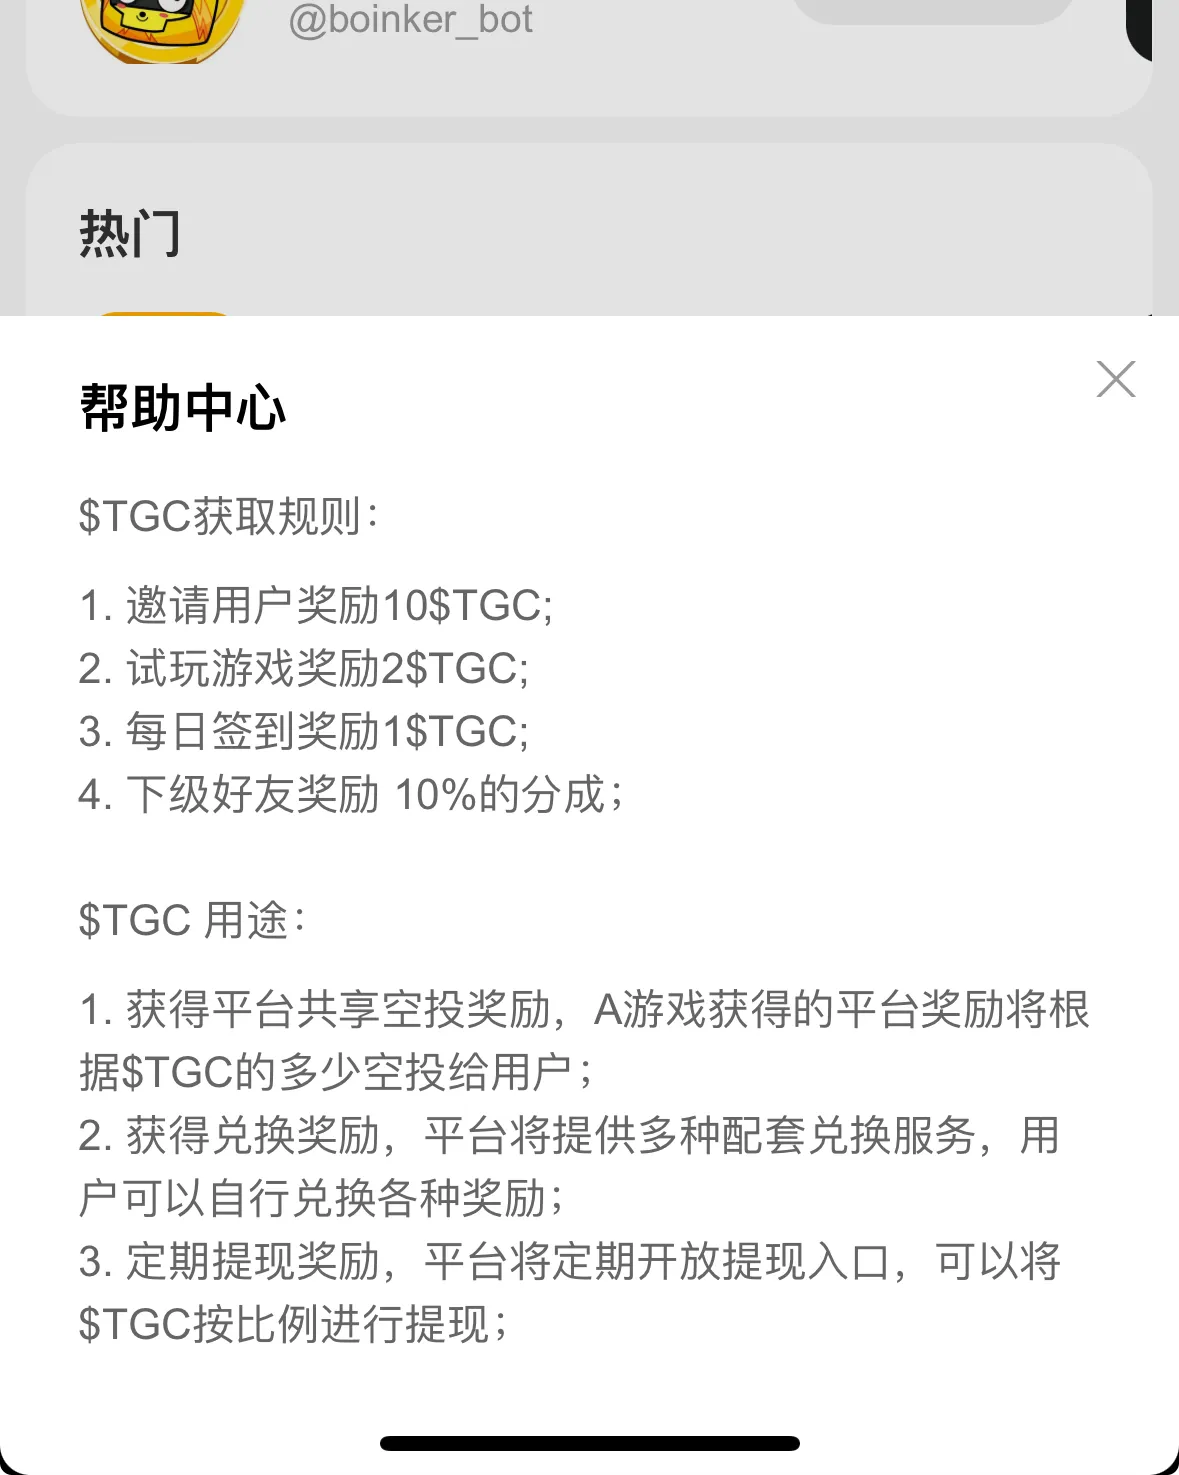 @boinker_bot
热门
帮助中心
$TGC获取规则：
1. 邀请用户奖励10$TGC;
2. 试玩游戏奖励2$TGC;
3. 每日签到奖励1$TGC;
4. 下级好友奖励 10%的分成；
$TGC 用途：
1. 获得平台共享空投奖励，A游戏获得的平台奖励将根
据$TGC的多少空投给用户；
2. 获得兑换奖励，平台将提供多种配套兑换服务，用
户可以自行兑换各种奖励；
3. 定期提现奖励，平台将定期开放提现入口，可以将
$TGC按比例进行提现；